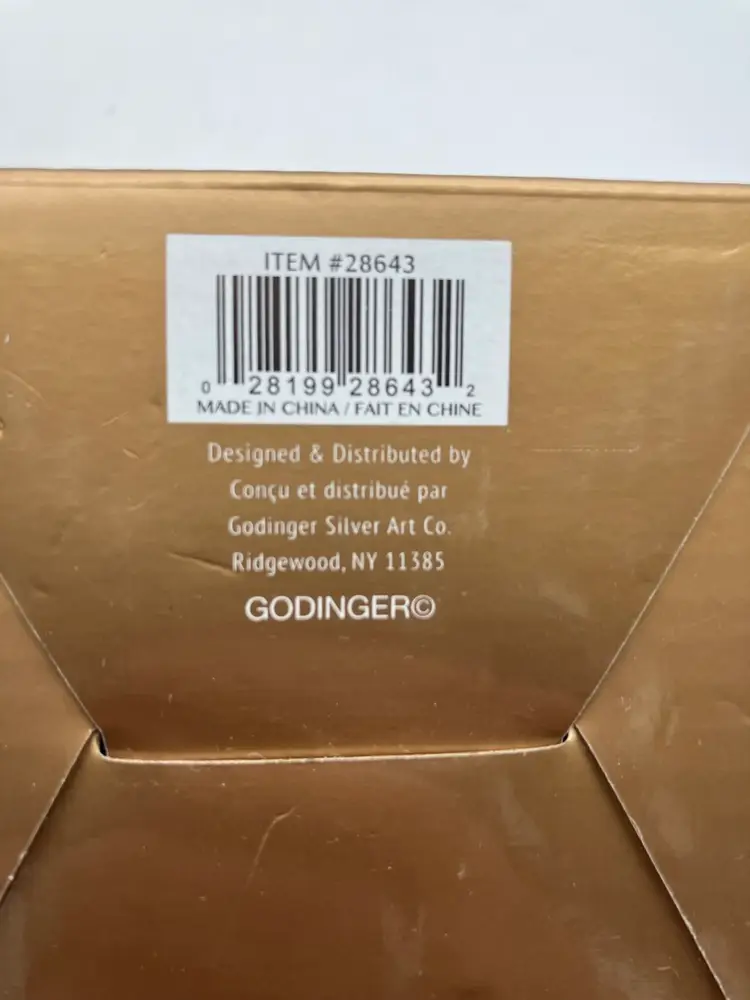 ITEM #28643
0 28199 28643 2
MADE IN CHINA / FAIT EN CHINE
Designed & Distributed by
Conçu et distribué par
Godinger Silver Art Co.
Ridgewood, NY 11385
GODINGER©